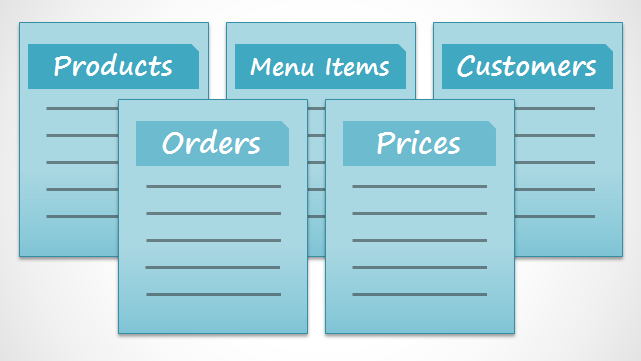 Products
Menu Items
Customers
Orders
Prices